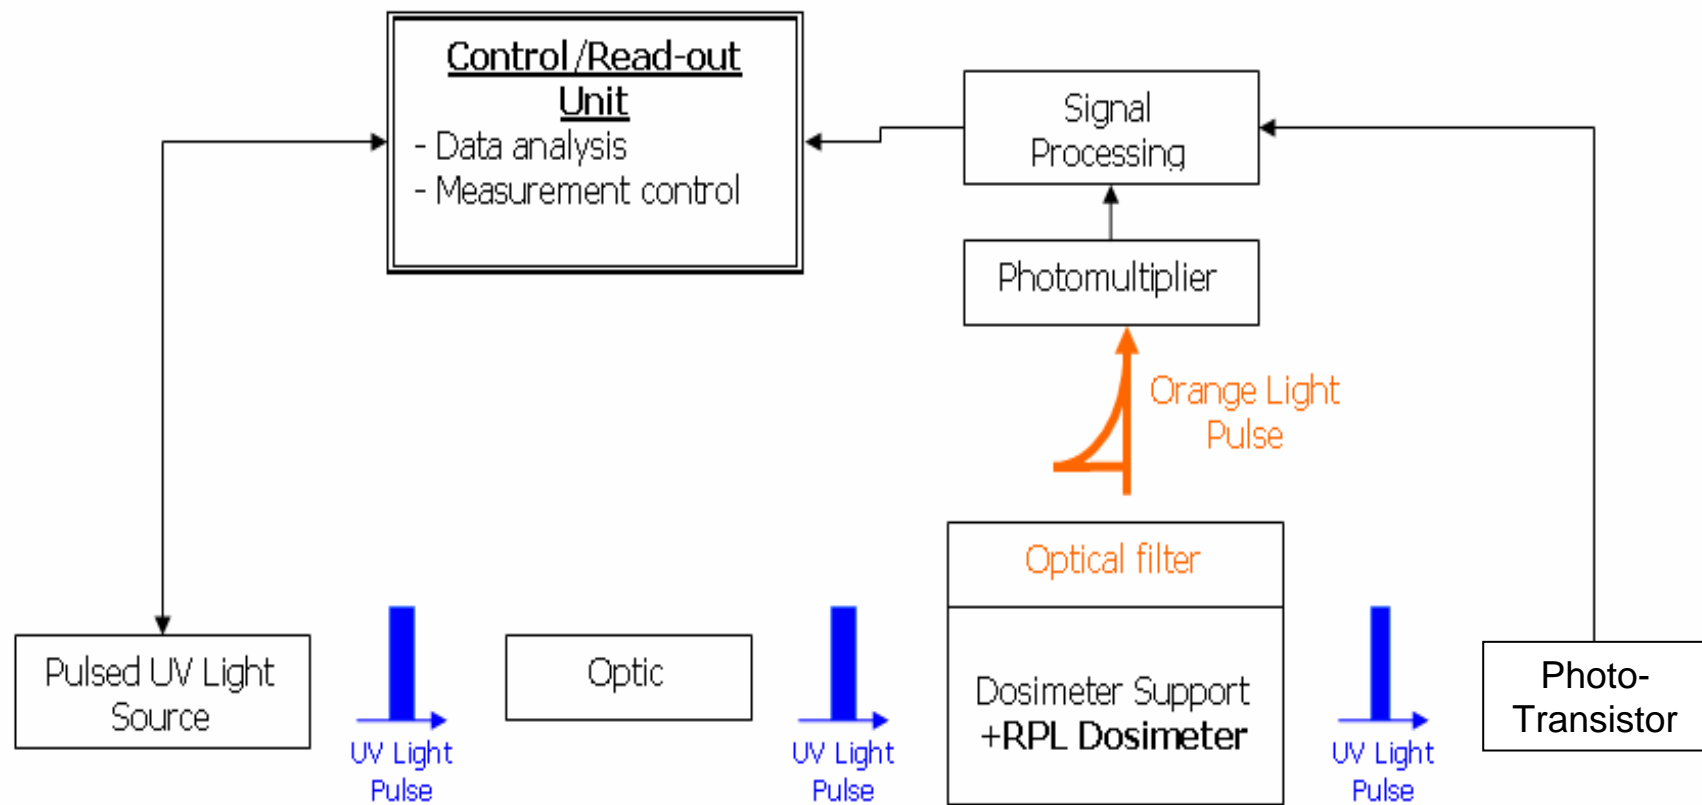 Control/Read-out
Unit
- Data analysis
- Measurement control
Signal
Processing
Photomultiplier
Orange Light
Pulse
Optical filter
Pulsed UV Light
Source
UV Light
Pulse
Optic
UV Light
Pulse
Dosimeter Support
+RPL Dosimeter
UV Light
Pulse
Photo-
Transistor